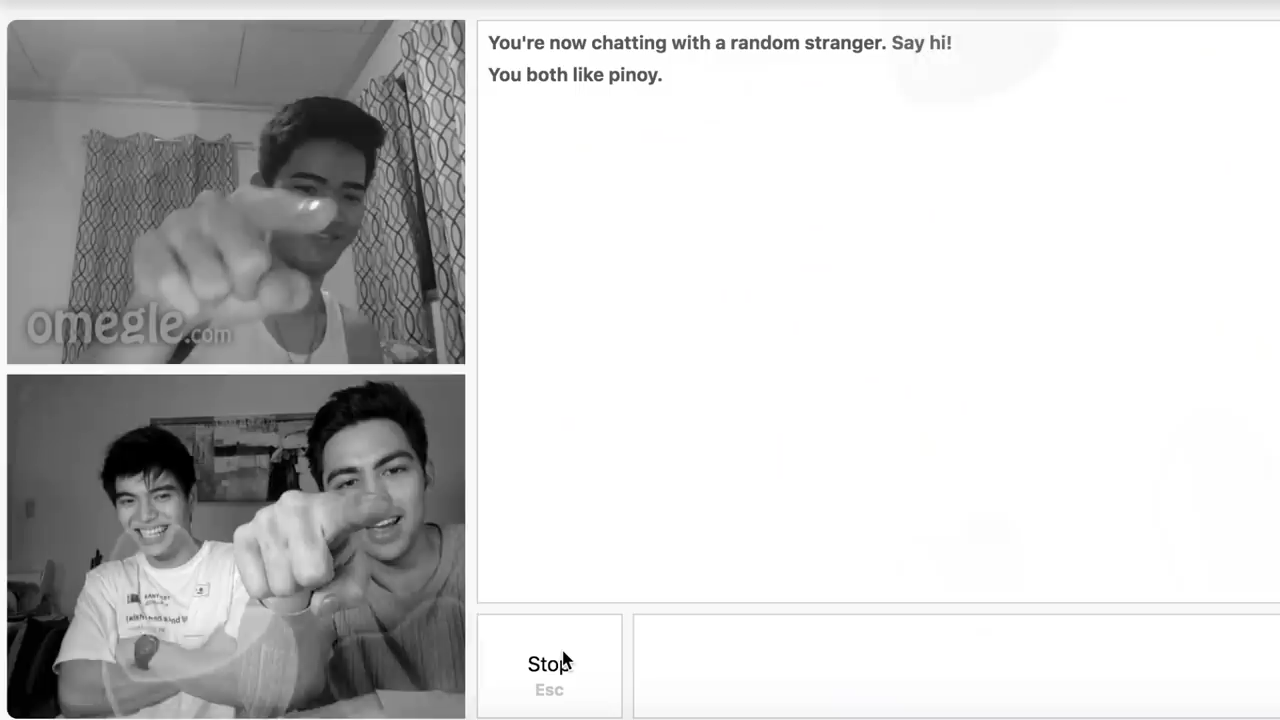 You're now chatting with a random stranger. Say hi!
You both like pinoy.
omegle.com
Stop
Esc